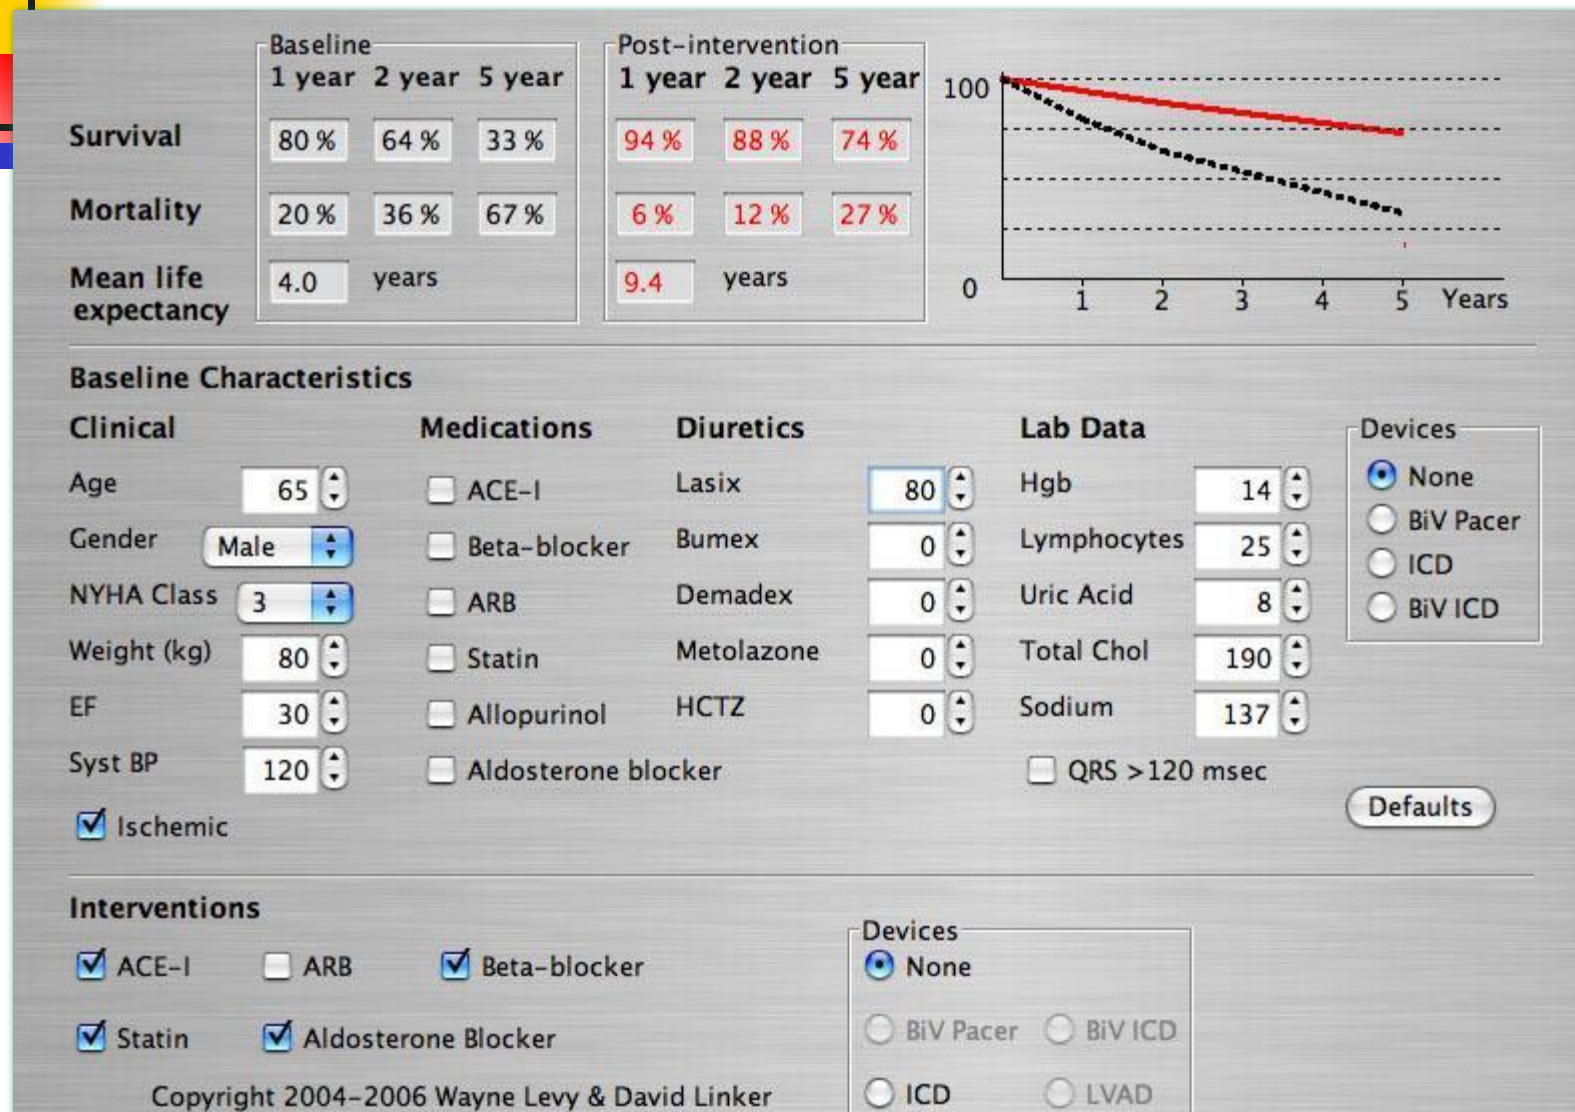 Baseline Post-intervention
1 year 2 year 5 year 1 year 2 year 5 year
100
Survival 80 % 64 % 33 % 94 % 88 % 74 %
Mortality 20 % 36 % 67 % 6 % 12 % 27 %
Mean life expectancy 4.0 years 9.4 years
0 1 2 3 4 5 Years
Baseline Characteristics
Clinical Medications Diuretics Lab Data Devices
Age 65 ACE-I Lasix 80 Hgb 14 None
Gender Male Beta-blocker Bumex 0 Lymphocytes 25 BiV Pacer
NYHA Class 3 ARB Demadex 0 Uric Acid 8 ICD
BiV ICD
Weight (kg) 80 Statin Metolazone 0 Total Chol 190
EF 30 Allopurinol HCTZ 0 Sodium 137
Syst BP 120 Aldosterone blocker QRS >120 msec
Defaults
Ischemic
Interventions
Devices
ACE-I ARB Beta-blocker None
Statin Aldosterone Blocker BiV Pacer BiV ICD
Copyright 2004-2006 Wayne Levy & David Linker ICD LVAD